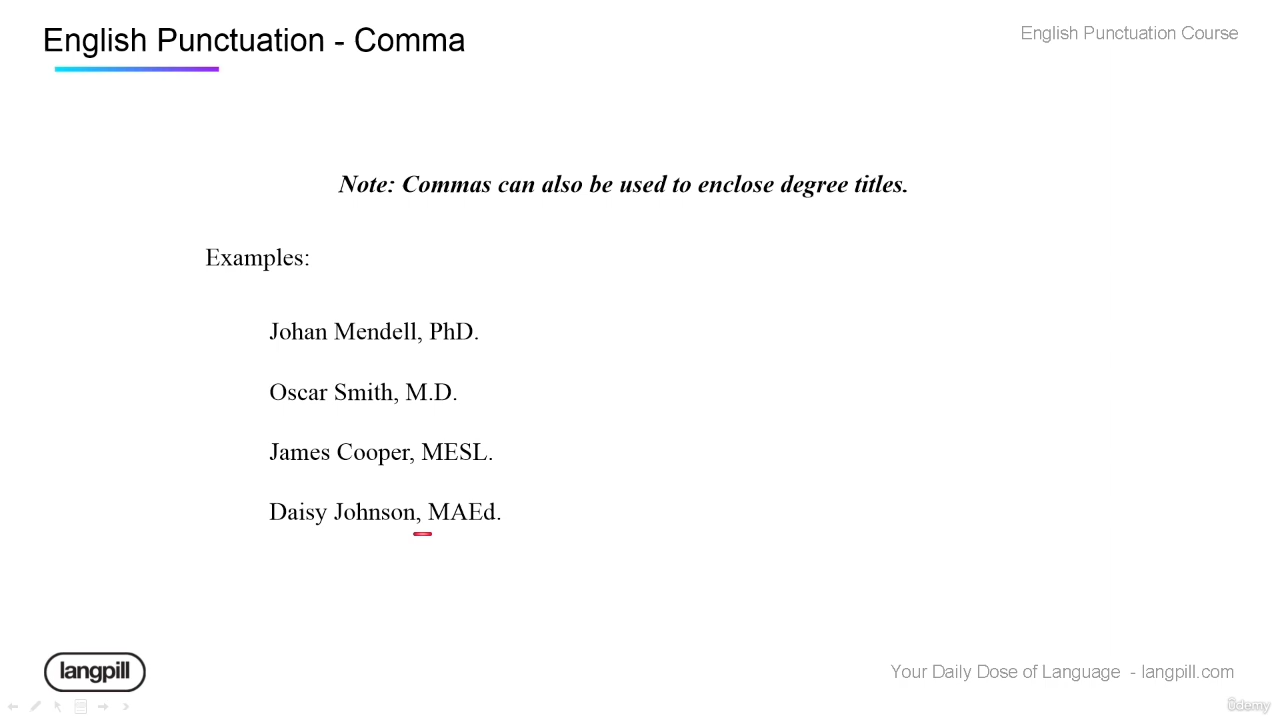 English Punctuation - Comma
English Punctuation Course
Note: Commas can also be used to enclose degree titles.
Examples:
Johan Mendell, PhD.
Oscar Smith, M.D.
James Cooper, MESL.
Daisy Johnson, MAEd.
langpill
Your Daily Dose of Language - langpill.com
ûdemy